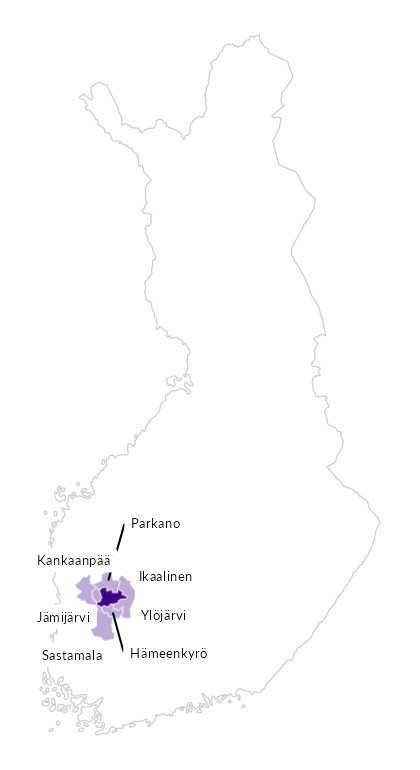 Parkano
Kankaanpää
Ikaalinen
Jämijärvi
Ylöjärvi
Sastamala
Hämeenkyrö